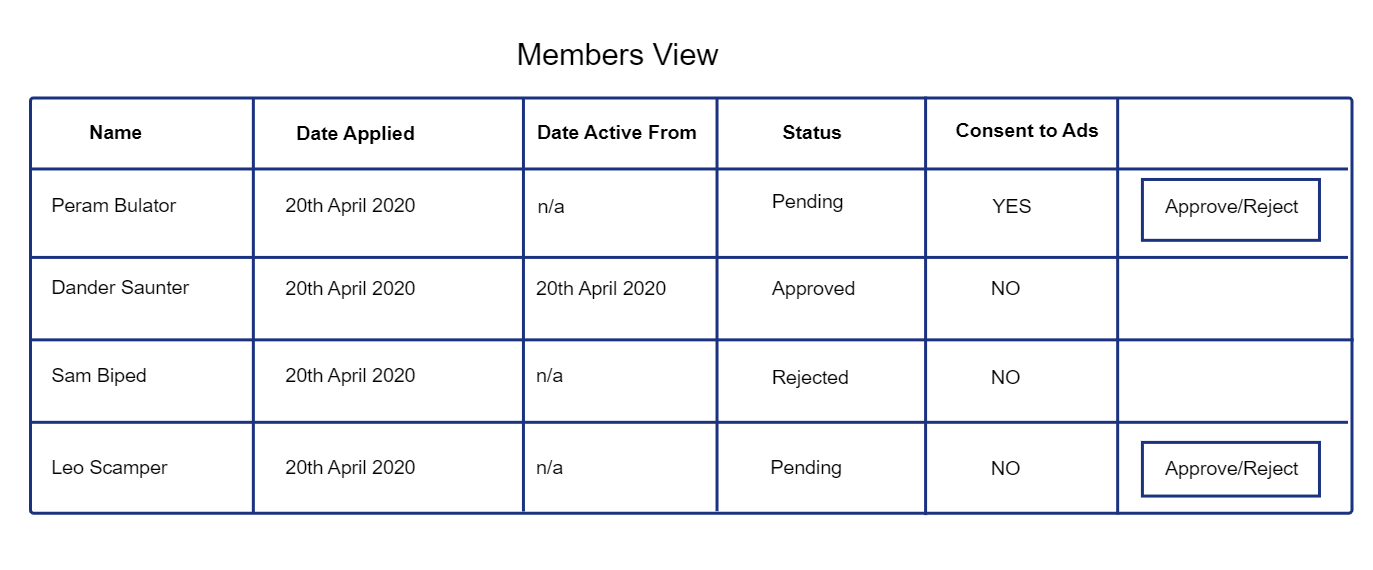 Members View
Name Date Applied Date Active From Status Consent to Ads
Peram Bulator 20th April 2020 n/a Pending YES Approve/Reject
Dander Saunter 20th April 2020 20th April 2020 Approved NO
Sam Biped 20th April 2020 n/a Rejected NO
Leo Scamper 20th April 2020 n/a Pending NO Approve/Reject